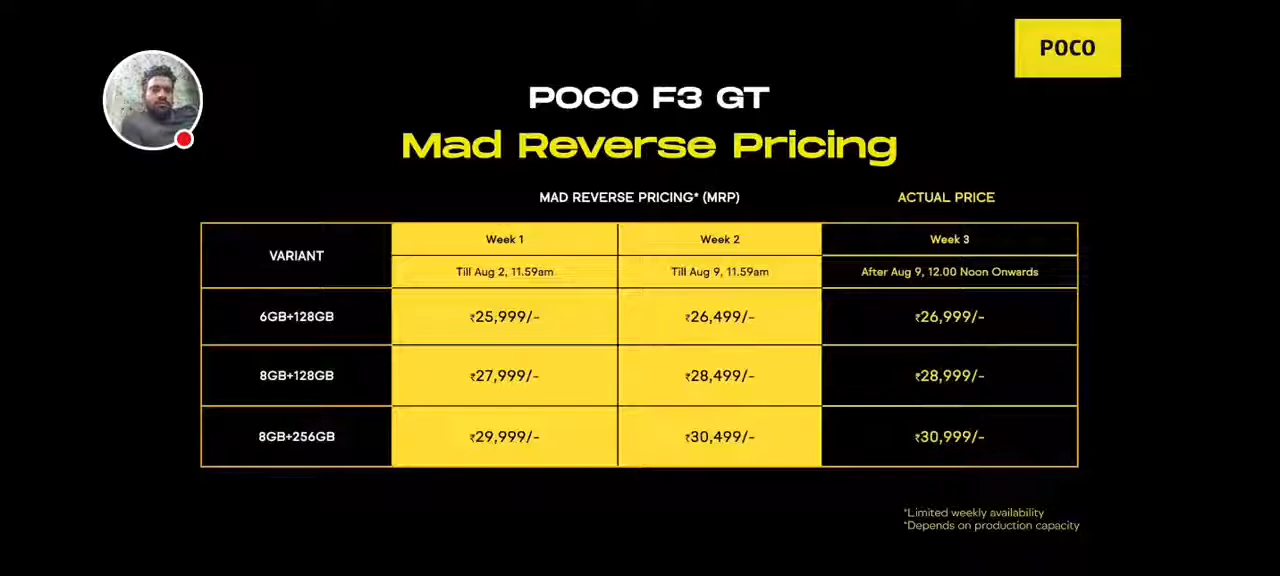 POCO
POCO F3 GT
Mad Reverse Pricing
MAD REVERSE PRICING* (MRP) ACTUAL PRICE
VARIANT Week 1 Week 2 Week 3
Till Aug 2, 11.59am Till Aug 9, 11.59am After Aug 9, 12.00 Noon Onwards
6GB+128GB ₹25,999/- ₹26,499/- ₹26,999/-
8GB+128GB ₹27,999/- ₹28,499/- ₹28,999/-
8GB+256GB ₹29,999/- ₹30,499/- ₹30,999/-
*Limited weekly availability
*Depends on production capacity